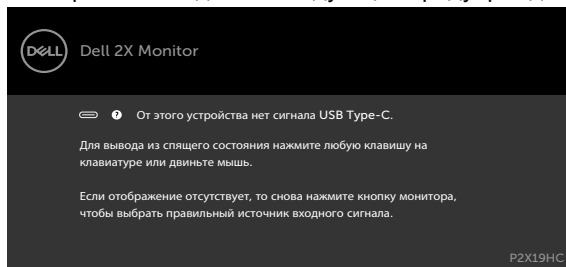 DELL
Dell 2X Monitor
От этого устройства нет сигнала USB Type-C.
Для вывода из спящего состояния нажмите любую клавишу на
клавиатуре или двиньте мышь.
Если отображение отсутствует, то снова нажмите кнопку монитора,
чтобы выбрать правильный источник входного сигнала.
P2X19HC